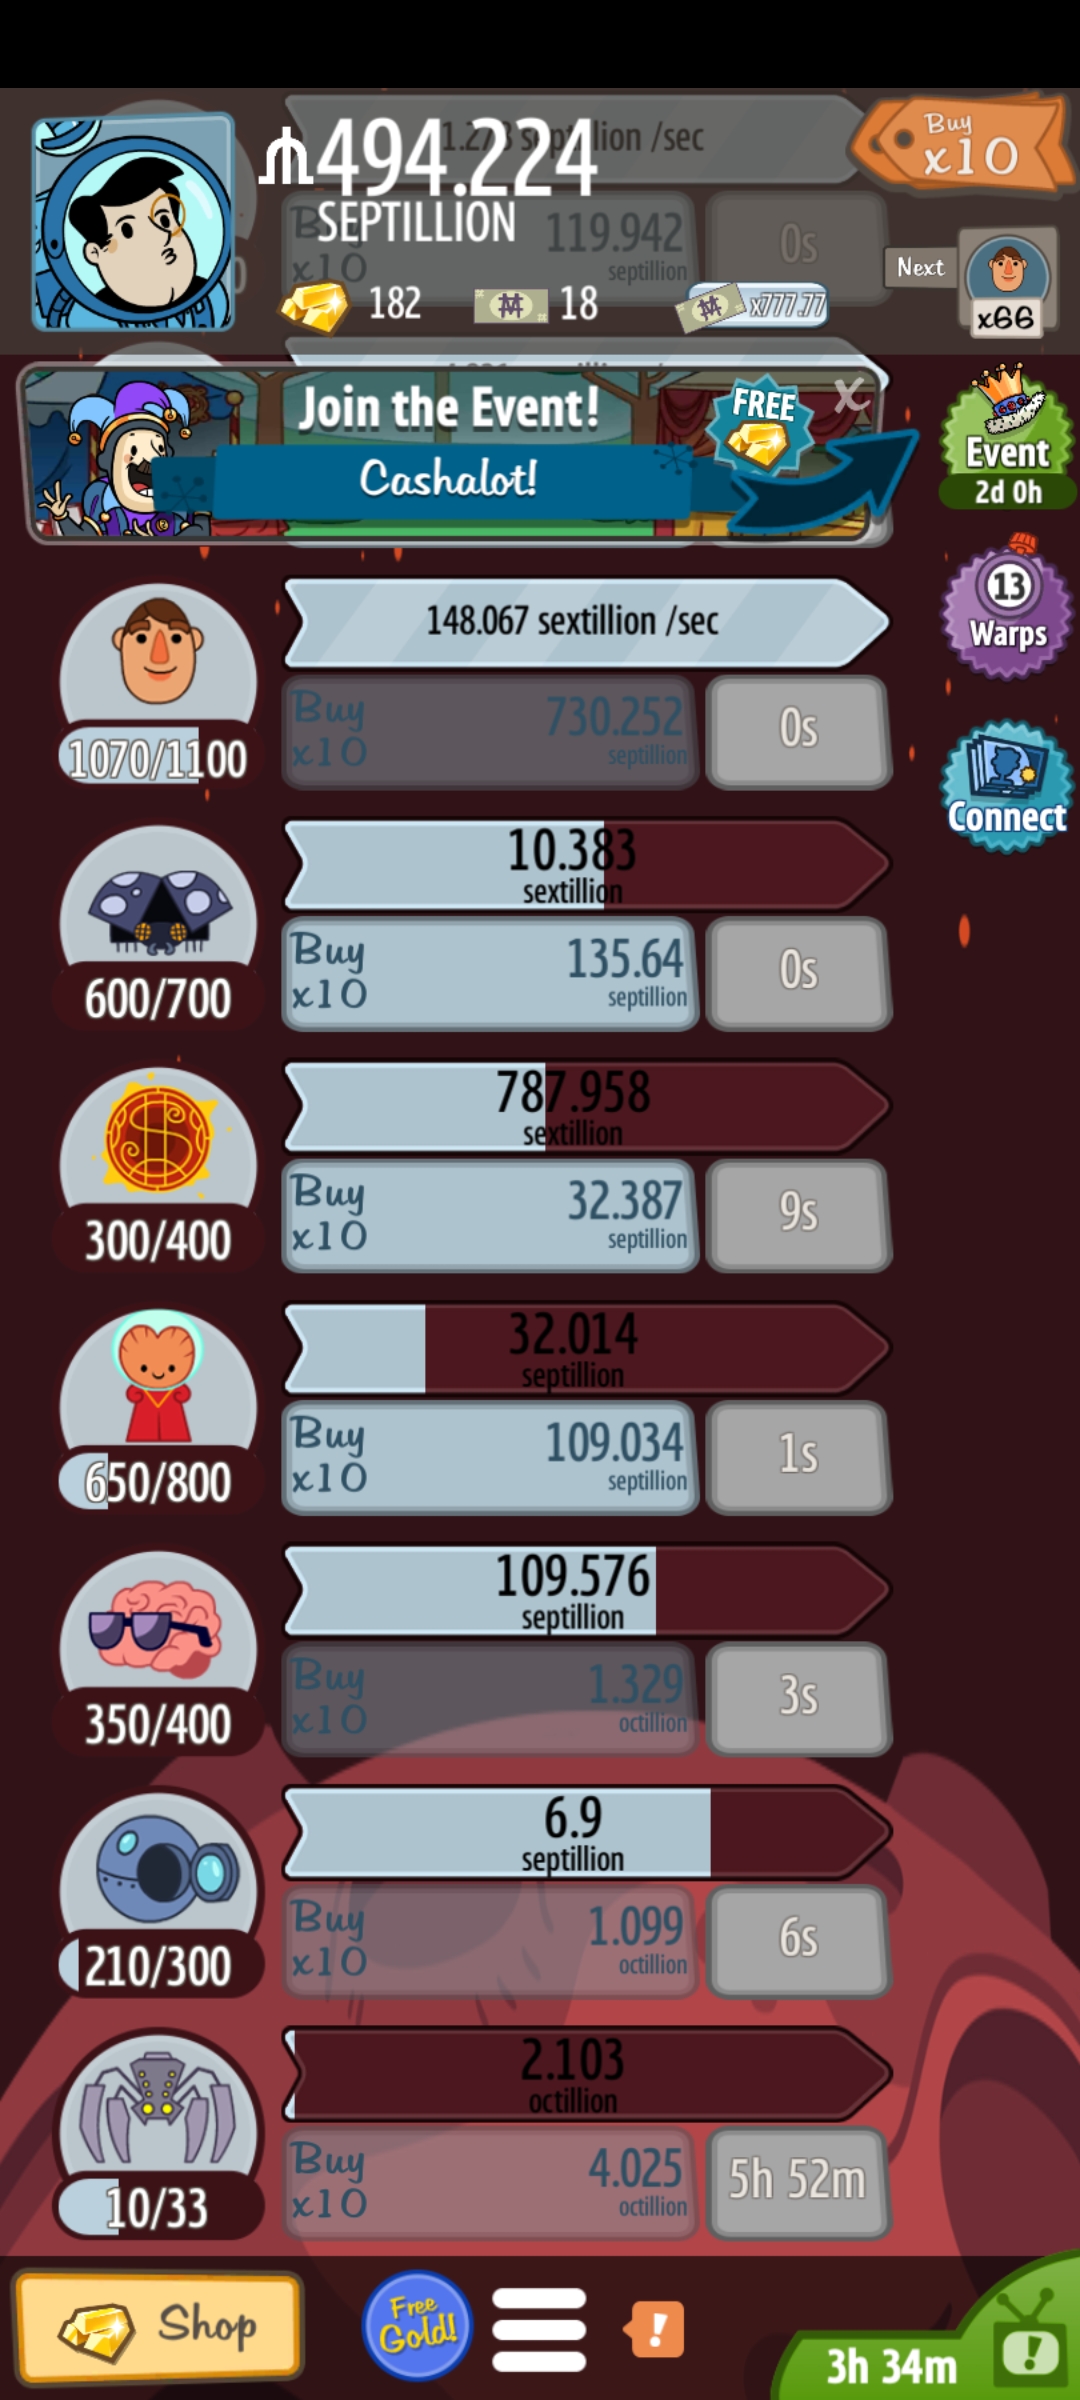 ₥494.224
SEPTILLION
1.2 3 sept lion /sec
Buy
x10
Buy x10
119.942
septillion
0s
182
18
x777.77
Next
x66
Join the Event!
FREE
X
Cashalot!
Event
2d 0h
13
Warps
Connect
148.067 sextillion /sec
1070/1100
Buy
x10
730.252
septillion
0s
10.383
sextillion
600/700
Buy
x10
135.64
septillion
0s
787.958
sextillion
300/400
Buy
x10
32.387
septillion
9s
32.014
septillion
650/800
Buy
x10
109.034
septillion
1s
109.576
septillion
350/400
Buy
x10
1.329
octillion
3s
6.9
septillion
210/300
Buy
x10
1.099
octillion
6s
2.103
octillion
10/33
Buy
x10
4.025
octillion
5h 52m
Shop
Free
Gold!
!
3h 34m
!